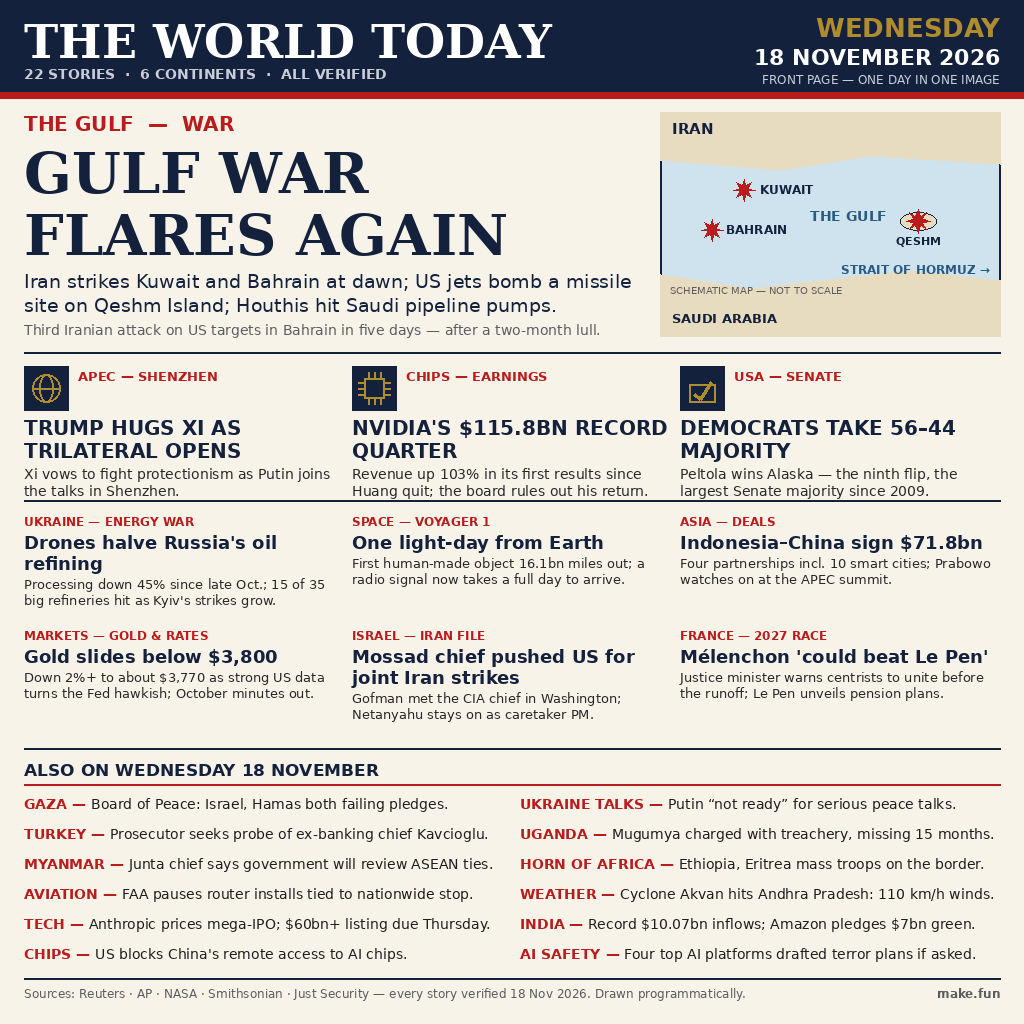 THE WORLD TODAY
22 STORIES · 6 CONTINENTS · ALL VERIFIED
WEDNESDAY
18 NOVEMBER 2026
FRONT PAGE — ONE DAY IN ONE IMAGE
THE GULF — WAR
GULF WAR
FLARES AGAIN
Iran strikes Kuwait and Bahrain at dawn; US jets bomb a missile
site on Qeshm Island; Houthis hit Saudi pipeline pumps.
Third Iranian attack on US targets in Bahrain in five days — after a two-month lull.
IRAN
KUWAIT
THE GULF
BAHRAIN
QESHM
STRAIT OF HORMUZ →
SCHEMATIC MAP — NOT TO SCALE
SAUDI ARABIA
APEC — SHENZHEN
TRUMP HUGS XI AS
TRILATERAL OPENS
Xi vows to fight protectionism as Putin joins
the talks in Shenzhen.
CHIPS — EARNINGS
NVIDIA'S $115.8BN RECORD
QUARTER
Revenue up 103% in its first results since
Huang quit; the board rules out his return.
USA — SENATE
DEMOCRATS TAKE 56–44
MAJORITY
Peltola wins Alaska — the ninth flip, the
largest Senate majority since 2009.
UKRAINE — ENERGY WAR
Drones halve Russia's oil
refining
Processing down 45% since late Oct.; 15 of 35
big refineries hit as Kyiv's strikes grow.
SPACE — VOYAGER 1
One light-day from Earth
First human-made object 16.1bn miles out; a
radio signal now takes a full day to arrive.
ASIA — DEALS
Indonesia–China sign $71.8bn
Four partnerships incl. 10 smart cities; Prabowo
watches on at the APEC summit.
MARKETS — GOLD & RATES
Gold slides below $3,800
Down 2%+ to about $3,770 as strong US data
turns the Fed hawkish; October minutes out.
ISRAEL — IRAN FILE
Mossad chief pushed US for
joint Iran strikes
Gofman met the CIA chief in Washington;
Netanyahu stays on as caretaker PM.
FRANCE — 2027 RACE
Mélenchon 'could beat Le Pen'
Justice minister warns centrists to unite before
the runoff; Le Pen unveils pension plans.
ALSO ON WEDNESDAY 18 NOVEMBER
GAZA — Board of Peace: Israel, Hamas both failing pledges.
TURKEY — Prosecutor seeks probe of ex-banking chief Kavcioglu.
MYANMAR — Junta chief says government will review ASEAN ties.
AVIATION — FAA pauses router installs tied to nationwide stop.
TECH — Anthropic prices mega-IPO; $60bn+ listing due Thursday.
CHIPS — US blocks China's remote access to AI chips.
UKRAINE TALKS — Putin “not ready” for serious peace talks.
UGANDA — Mugumya charged with treachery, missing 15 months.
HORN OF AFRICA — Ethiopia, Eritrea mass troops on the border.
WEATHER — Cyclone Akvan hits Andhra Pradesh: 110 km/h winds.
INDIA — Record $10.07bn inflows; Amazon pledges $7bn green.
AI SAFETY — Four top AI platforms drafted terror plans if asked.
Sources: Reuters · AP · NASA · Smithsonian · Just Security — every story verified 18 Nov 2026. Drawn programmatically.
make.fun